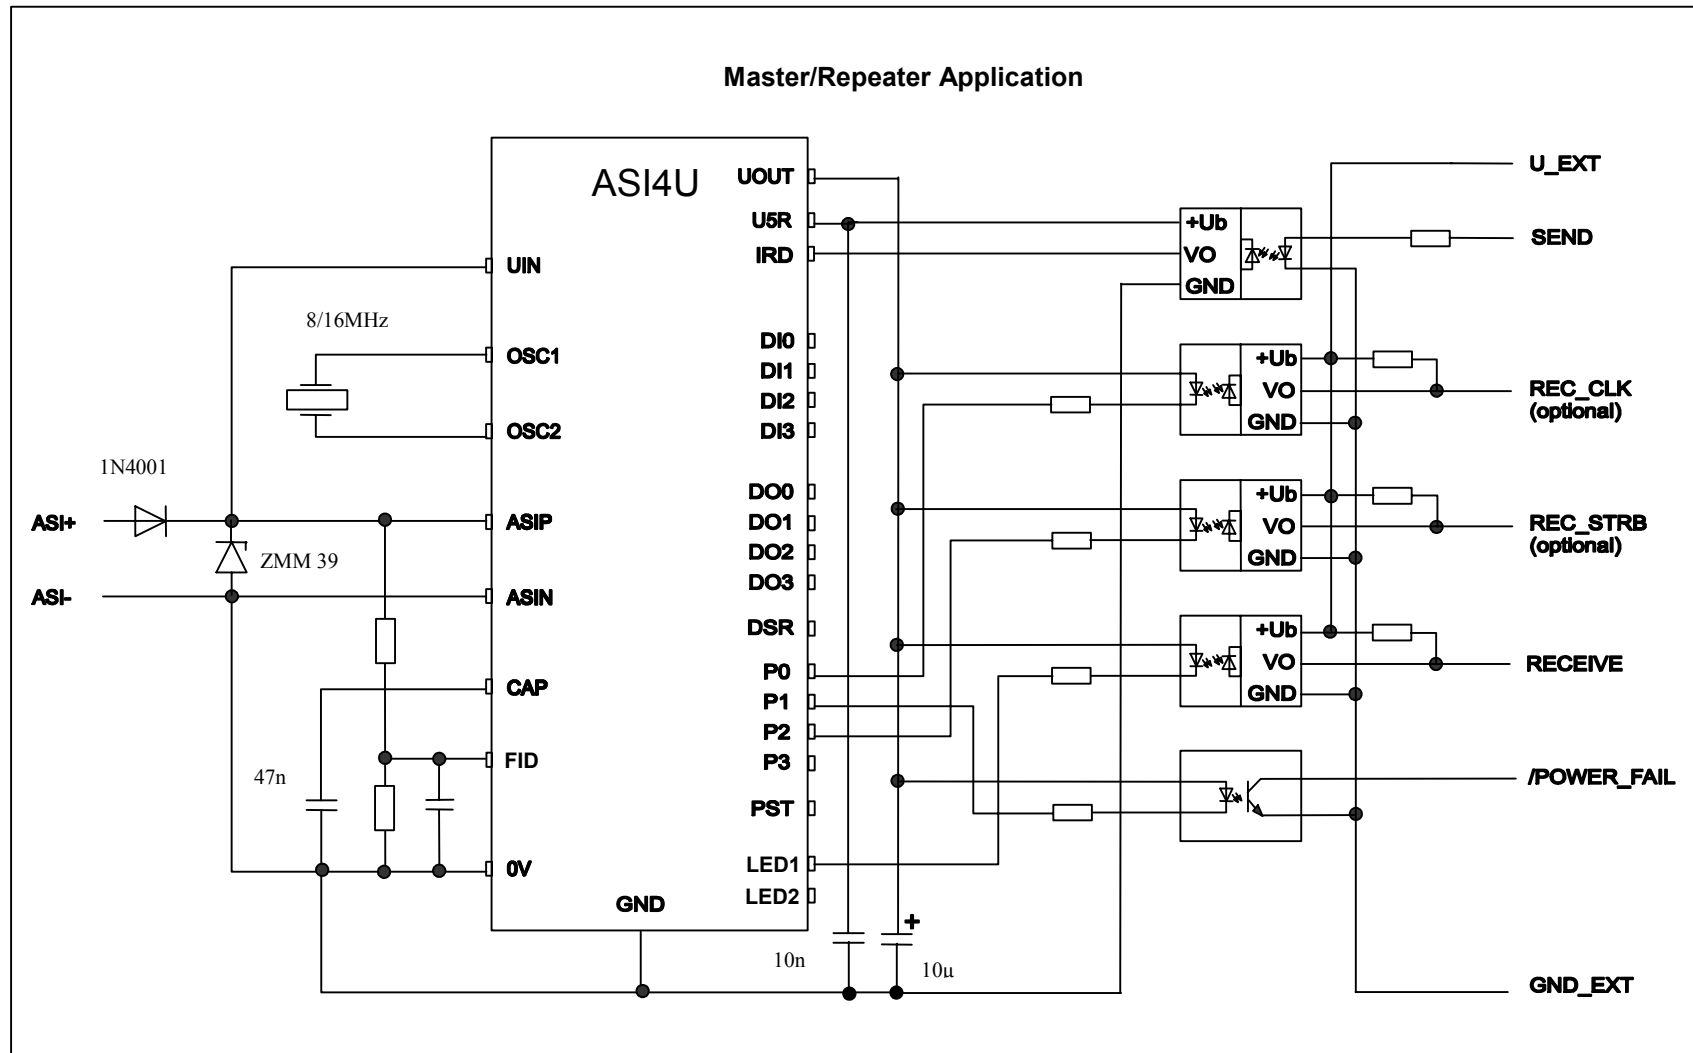 Master/Repeater Application
ASI4U
UOUT
U5R
IRD
UIN
OSC1
OSC2
ASIP
ASIN
CAP
FID
0V
GND
DI0
DI1
DI2
DI3
DO0
DO1
DO2
DO3
DSR
P0
P1
P2
P3
PST
LED1
LED2
8/16MHz
1N4001
ASI+
ZMM 39
ASI-
47n
10n
+
10µ
+Ub
VO
GND
+Ub
VO
GND
+Ub
VO
GND
+Ub
VO
GND
U_EXT
SEND
REC_CLK
(optional)
REC_STRB
(optional)
RECEIVE
/POWER_FAIL
GND_EXT